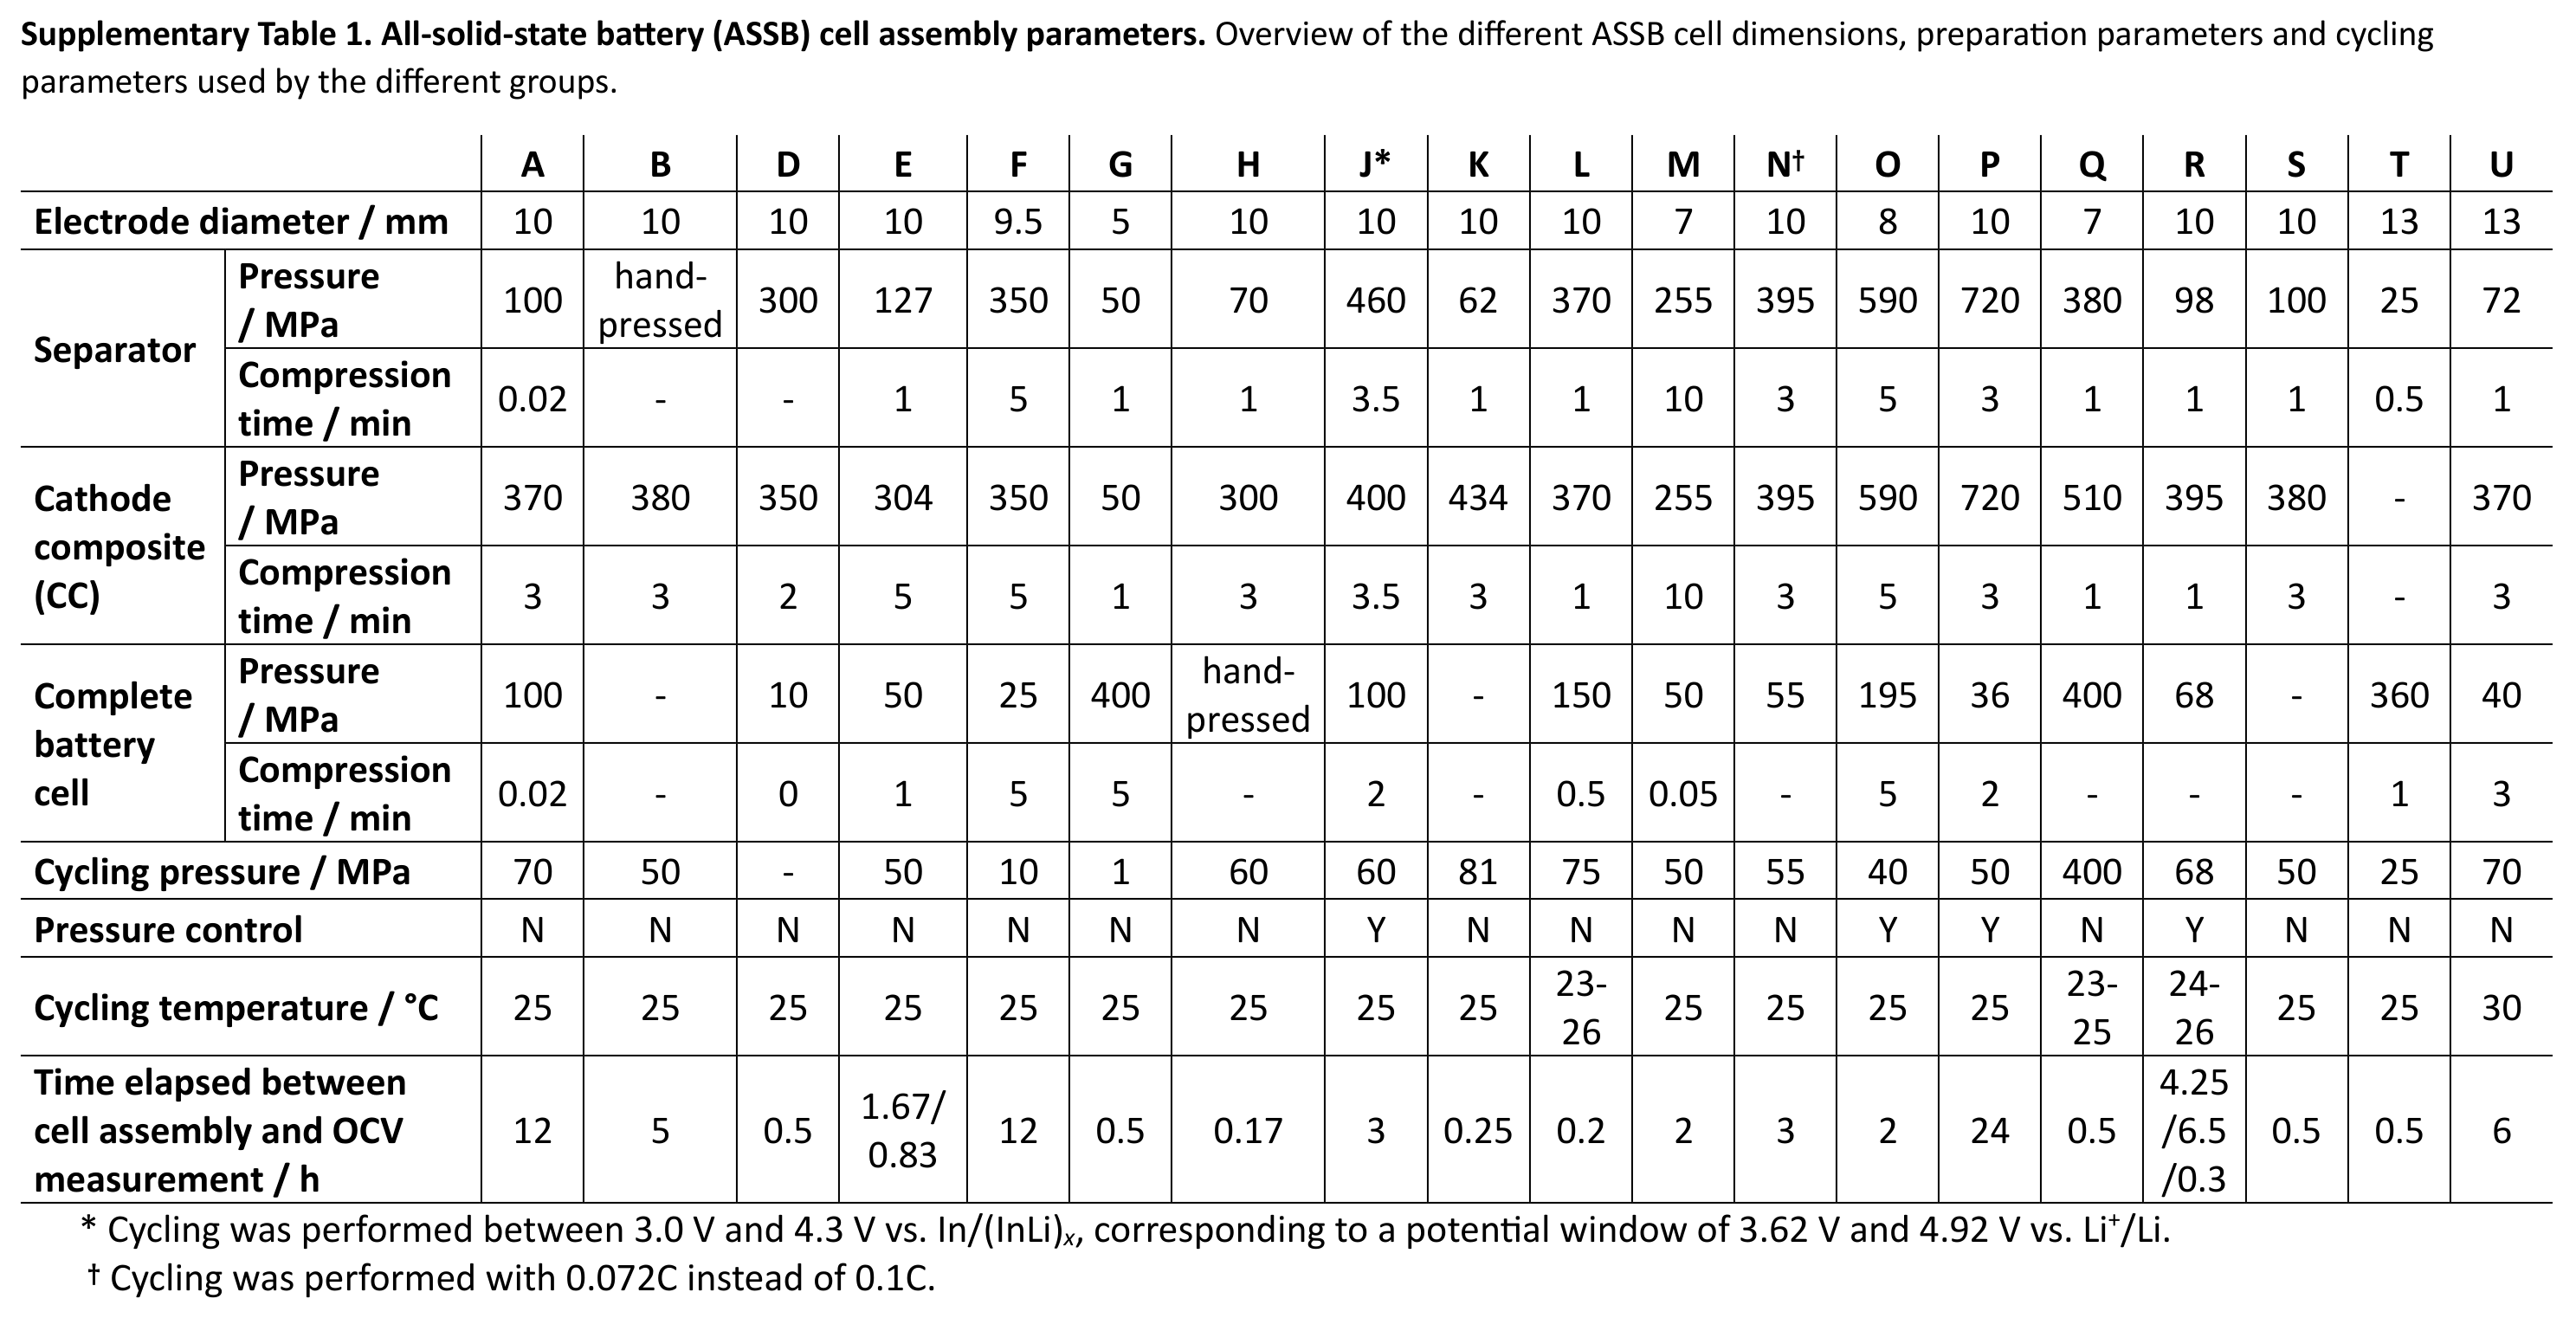 Supplementary Table 1. All-solid-state battery (ASSB) cell assembly parameters. Overview of the different ASSB cell dimensions, preparation parameters and cycling
parameters used by the different groups.
A B D E F G H J* K L M N† O P Q R S T U
Electrode diameter / mm 10 10 10 10 9.5 5 10 10 10 10 7 10 8 10 7 10 10 13 13
Separator Pressure / MPa 100 hand-pressed 300 127 350 50 70 460 62 370 255 395 590 720 380 98 100 25 72
Compression time / min 0.02 - - 1 5 1 1 3.5 1 1 10 3 5 3 1 1 1 0.5 1
Cathode composite (CC) Pressure / MPa 370 380 350 304 350 50 300 400 434 370 255 395 590 720 510 395 380 - 370
Compression time / min 3 3 2 5 5 1 3 3.5 3 1 10 3 5 3 1 1 3 - 3
Complete battery cell Pressure / MPa 100 - 10 50 25 400 hand-pressed 100 - 150 50 55 195 36 400 68 - 360 40
Compression time / min 0.02 - 0 1 5 5 - 2 - 0.5 0.05 - 5 2 - - - 1 3
Cycling pressure / MPa 70 50 - 50 10 1 60 60 81 75 50 55 40 50 400 68 50 25 70
Pressure control N N N N N N N Y N N N N Y Y N Y N N N
Cycling temperature / °C 25 25 25 25 25 25 25 25 25 23-26 25 25 25 25 23-25 24-26 25 25 30
Time elapsed between cell assembly and OCV measurement / h 12 5 0.5 1.67/0.83 12 0.5 0.17 3 0.25 0.2 2 3 2 24 0.5 4.25/6.5/0.3 0.5 0.5 6
* Cycling was performed between 3.0 V and 4.3 V vs. In/(InLi)ₓ, corresponding to a potential window of 3.62 V and 4.92 V vs. Li⁺/Li.
† Cycling was performed with 0.072C instead of 0.1C.